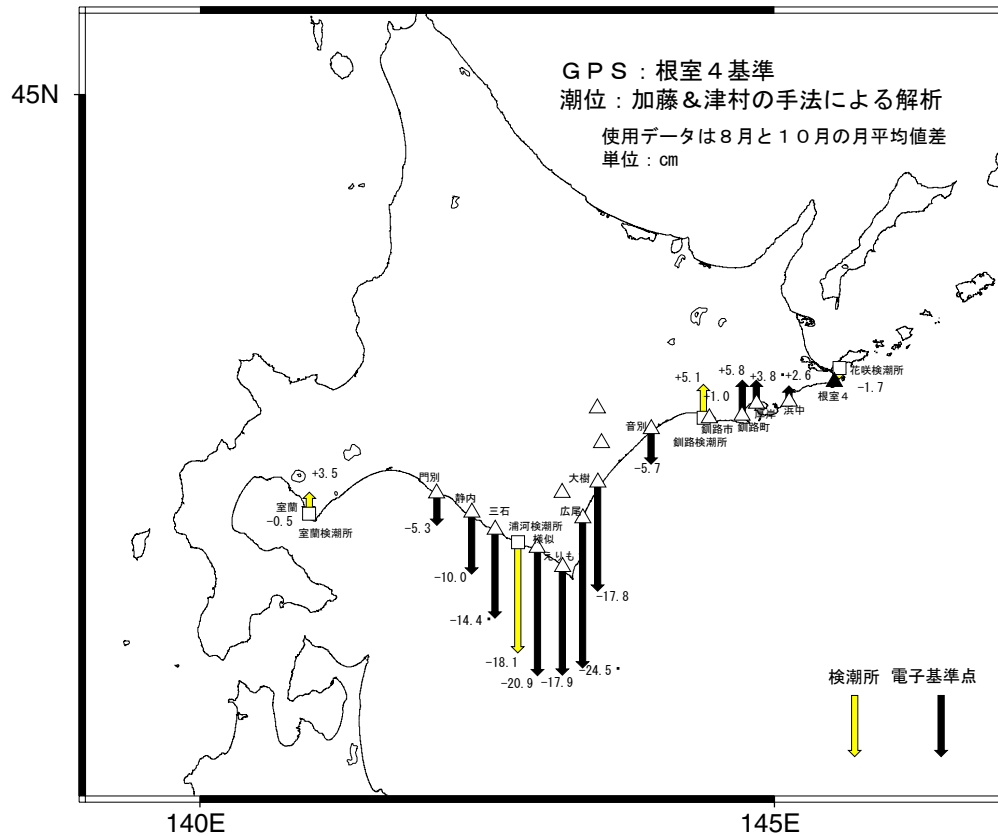 45N
ＧＰＳ：根室４基準
潮位：加藤＆津村の手法による解析
使用データは８月と１０月の月平均値差
単位：㎝
花咲検潮所
-1.7
根室４
+5.8
+3.8
+2.6
+5.1
-1.0
厚岸
浜中
釧路市
釧路町
釧路検潮所
音別
-5.7
大樹
-17.8
広尾
-24.5
えりも
-17.9
様似
-20.9
浦河検潮所
-18.1
三石
-14.4
静内
-10.0
門別
-5.3
+3.5
室蘭
-0.5
室蘭検潮所
検潮所 電子基準点
140E
145E